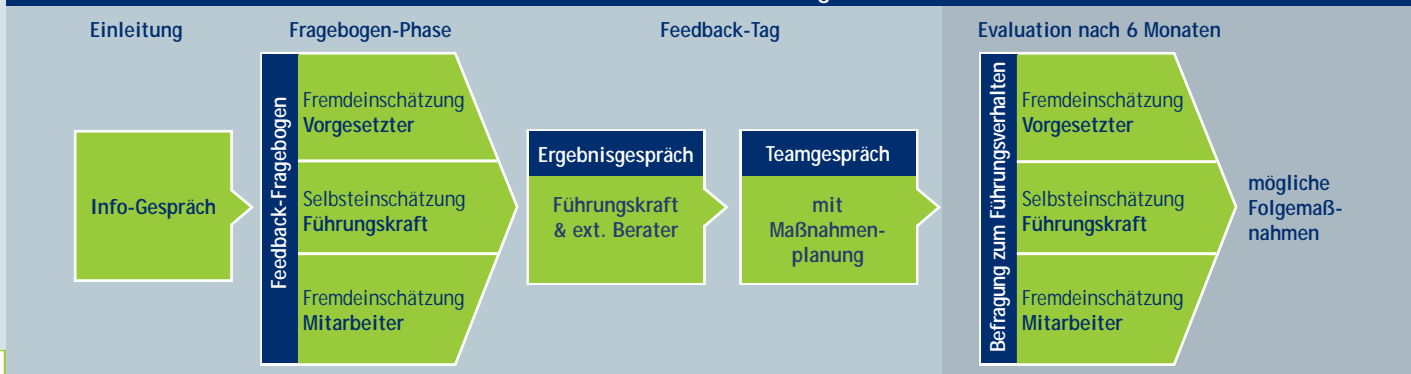 Einleitung
Fragebogen-Phase
Feedback-Tag
Evaluation nach 6 Monaten
Info-Gespräch
Feedback-Fragebogen
Fremdeinschätzung
Vorgesetzter
Selbsteinschätzung
Führungskraft
Fremdeinschätzung
Mitarbeiter
Ergebnisgespräch
Führungskraft
& ext. Berater
Teamgespräch
mit
Maßnahmen-
planung
Befragung zum Führungsverhalten
Fremdeinschätzung
Vorgesetzter
Selbsteinschätzung
Führungskraft
Fremdeinschätzung
Mitarbeiter
mögliche
Folgemaß-
nahmen